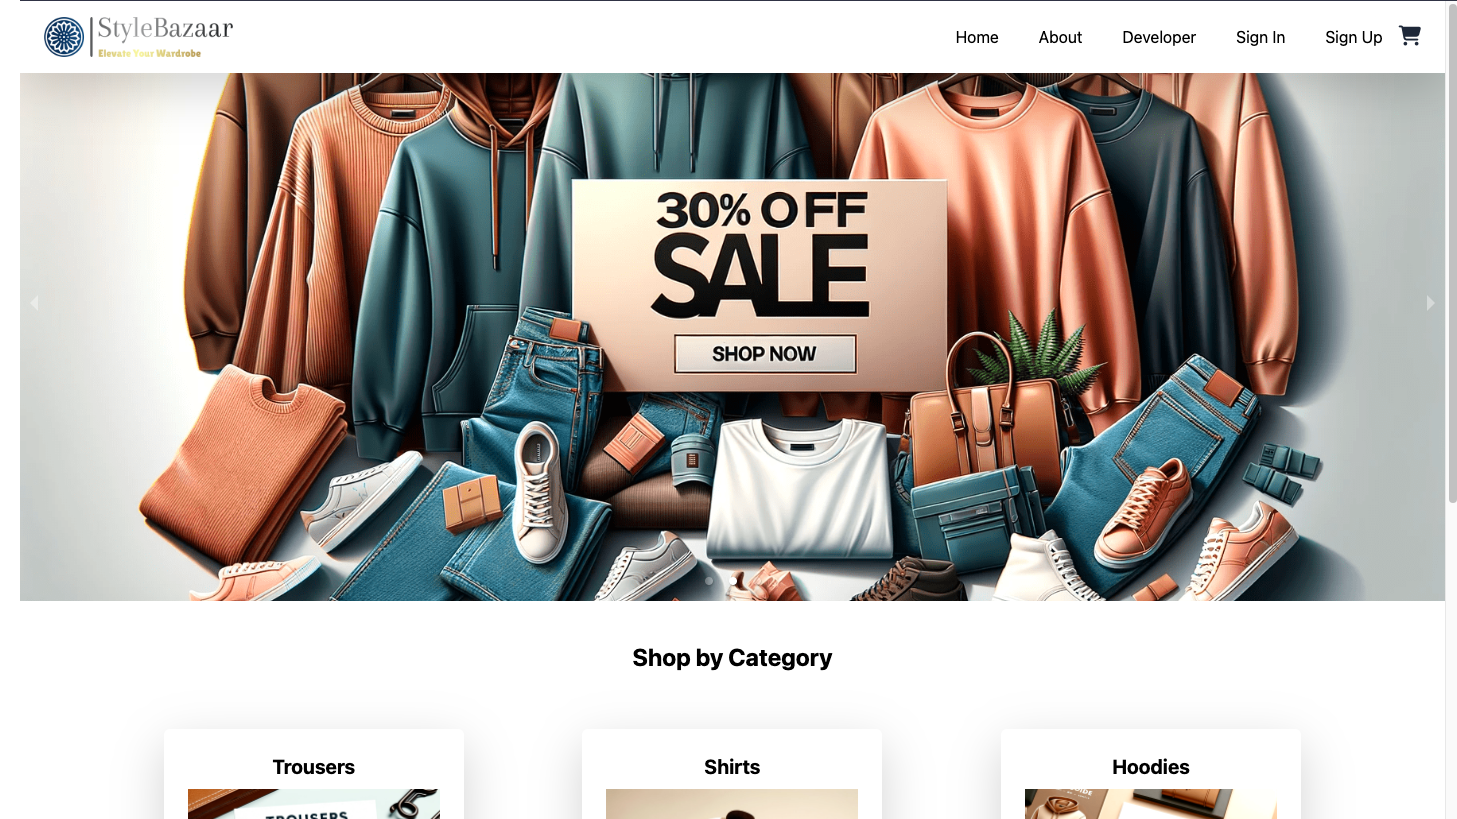 StyleBazaar
Elevate Your Wardrobe
Home About Developer Sign In Sign Up
30% OFF
SALE
SHOP NOW
Shop by Category
Trousers Shirts Hoodies
TROUSERS